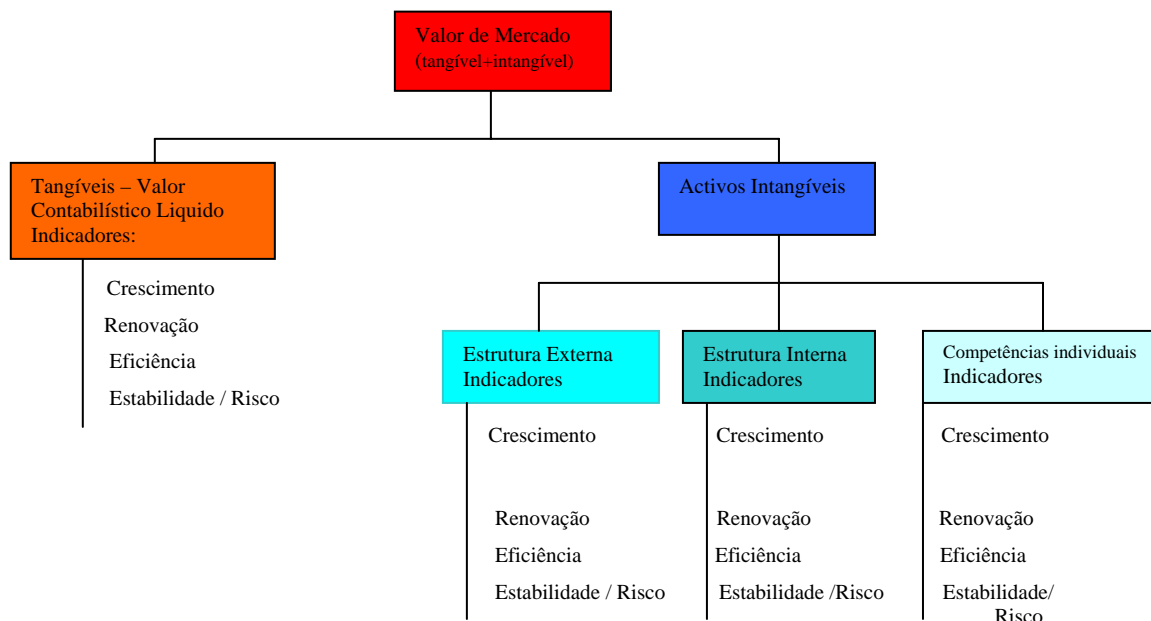 Valor de Mercado
(tangível+intangível)
Tangíveis – Valor
Contabilístico Liquido
Indicadores:
Crescimento
Renovação
Eficiência
Estabilidade / Risco
Activos Intangíveis
Estrutura Externa
Indicadores
Crescimento
Renovação
Eficiência
Estabilidade / Risco
Estrutura Interna
Indicadores
Crescimento
Renovação
Eficiência
Estabilidade /Risco
Competências individuais
Indicadores
Crescimento
Renovação
Eficiência
Estabilidade/
Risco